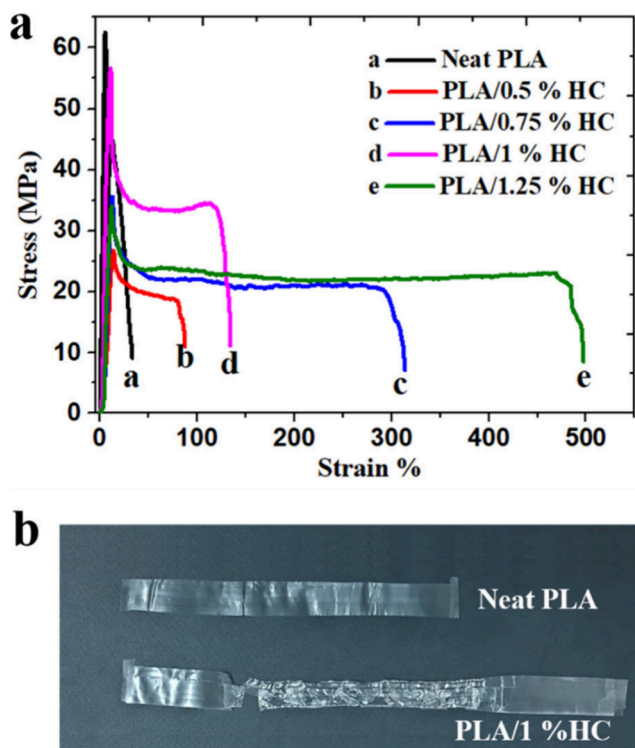 a
60
50
40
30
20
10
0
Stress (MPa)
a Neat PLA
b PLA/0.5 % HC
c PLA/0.75 % HC
d PLA/1 % HC
e PLA/1.25 % HC
a b d c e
0 100 200 300 400 500
Strain %
b
Neat PLA
PLA/1 %HC